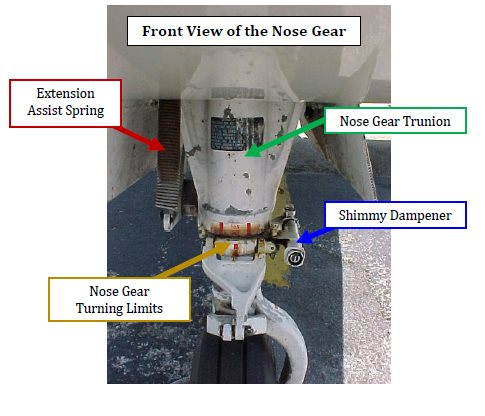 Front View of the Nose Gear
Extension
Assist Spring
Nose Gear Trunion
Shimmy Dampener
Nose Gear
Turning Limits